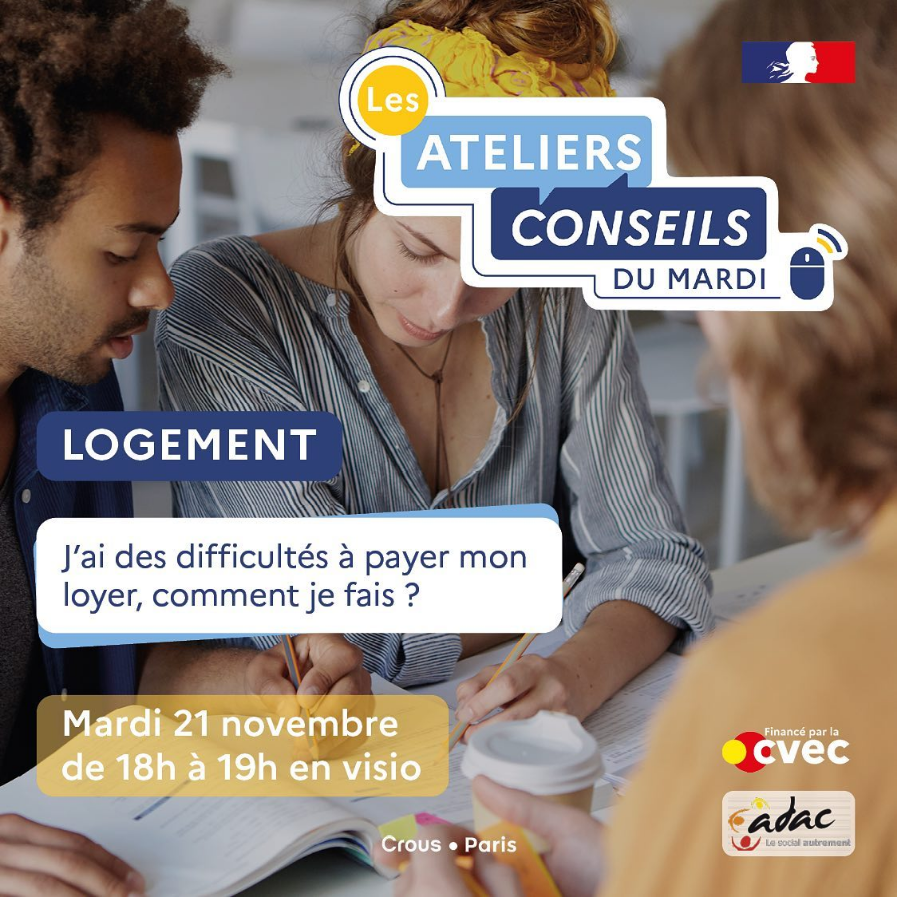 Les
ATELIERS
CONSEILS
DU MARDI
LOGEMENT
J'ai des difficultés à payer mon
loyer, comment je fais ?
Mardi 21 novembre
de 18h à 19h en visio
Financé par la
cvec
adac
Le social autrement
Crous • Paris